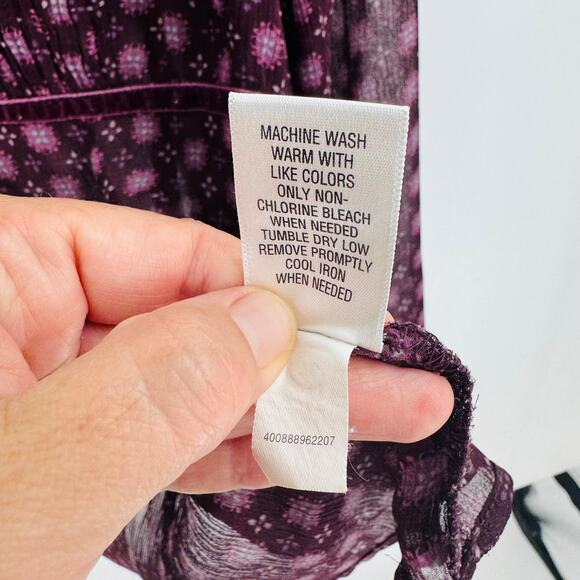 MACHINE WASH
WARM WITH
LIKE COLORS
ONLY NON-
CHLORINE BLEACH
WHEN NEEDED
TUMBLE DRY LOW
REMOVE PROMPTLY
COOL IRON
WHEN NEEDED
400888962207